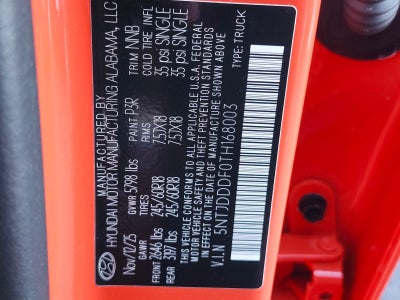 HYUNDAI MOTOR MANUFACTURING ALABAMA, LLC
Nov/12/25 PAINT: P3R TRIM: NNB
GVWR 5798 lbs
GAWR TIRES RIMS COLD TIRE INFL
FRONT 2646 lbs 245/60R18 7.5JX18 35 psi SINGLE
REAR 3197 lbs 245/60R18 7.5JX18 35 psi SINGLE
THIS VEHICLE CONFORMS TO ALL APPLICABLE U.S.A. FEDERAL
MOTOR VEHICLE SAFETY, BUMPER, AND THEFT PREVENTION STANDARDS
IN EFFECT ON THE DATE OF MANUFACTURE SHOWN ABOVE.
V.I.N: 5NTJDDDF0TH168003 TYPE:TRUCK